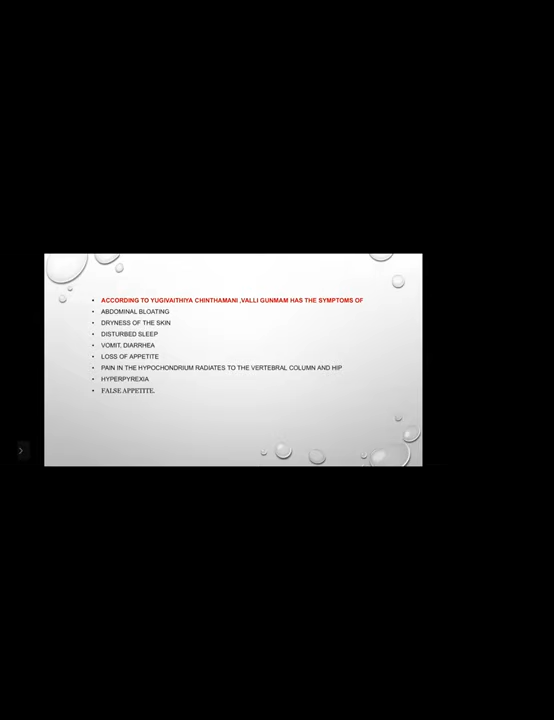 • ACCORDING TO YUGIVAITHIYA CHINTHAMANI ,VALLI GUNMAM HAS THE SYMPTOMS OF
• ABDOMINAL BLOATING
• DRYNESS OF THE SKIN
• DISTURBED SLEEP
• VOMIT, DIARRHEA
• LOSS OF APPETITE
• PAIN IN THE HYPOCHONDRIUM RADIATES TO THE VERTEBRAL COLUMN AND HIP
• HYPERPYREXIA
• FALSE APPETITE.